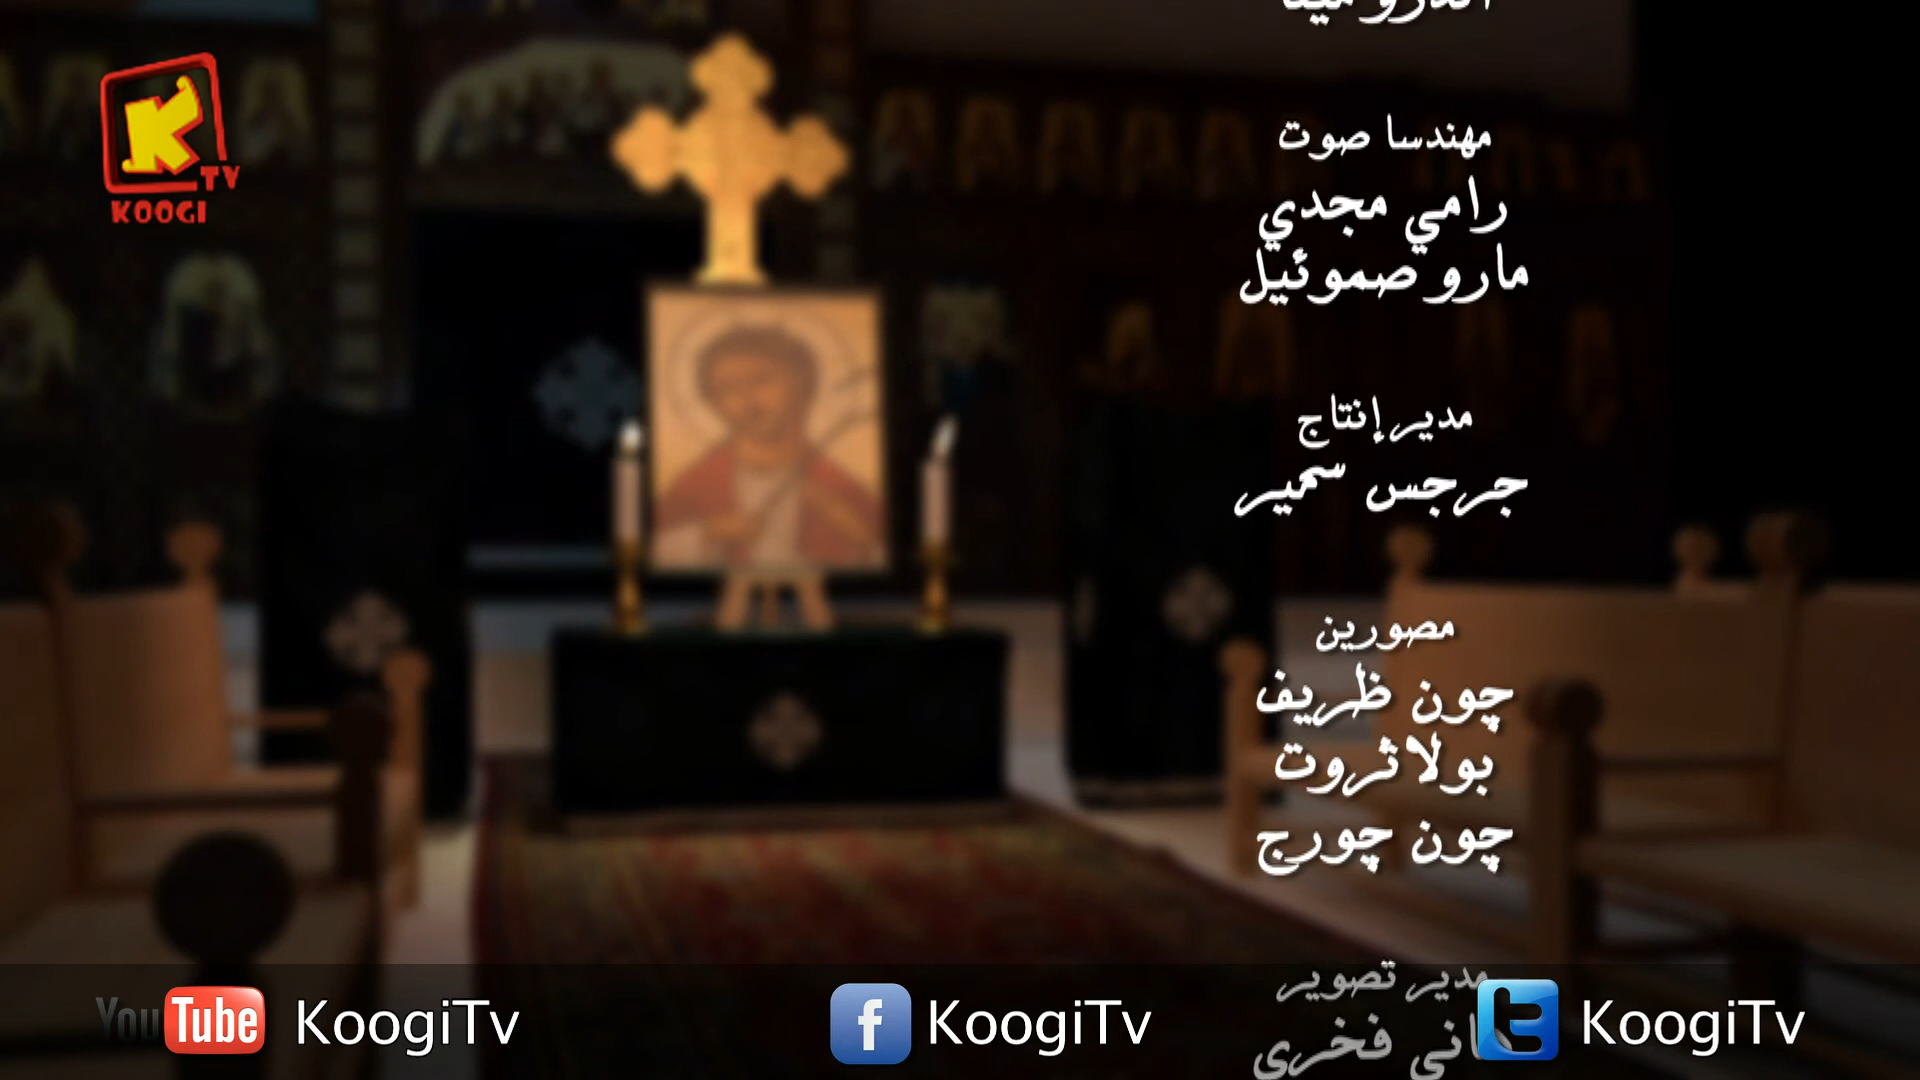 K TV
KOOGI
مهندسا صوت
رامي مجدي
مارو صموئيل
مدير إنتاج
جرجس سمير
مصورين
چون ظريف
بولا ثروت
چون چورج
مدير تصوير
فخري
YouTube KoogiTv
f KoogiTv
t KoogiTv